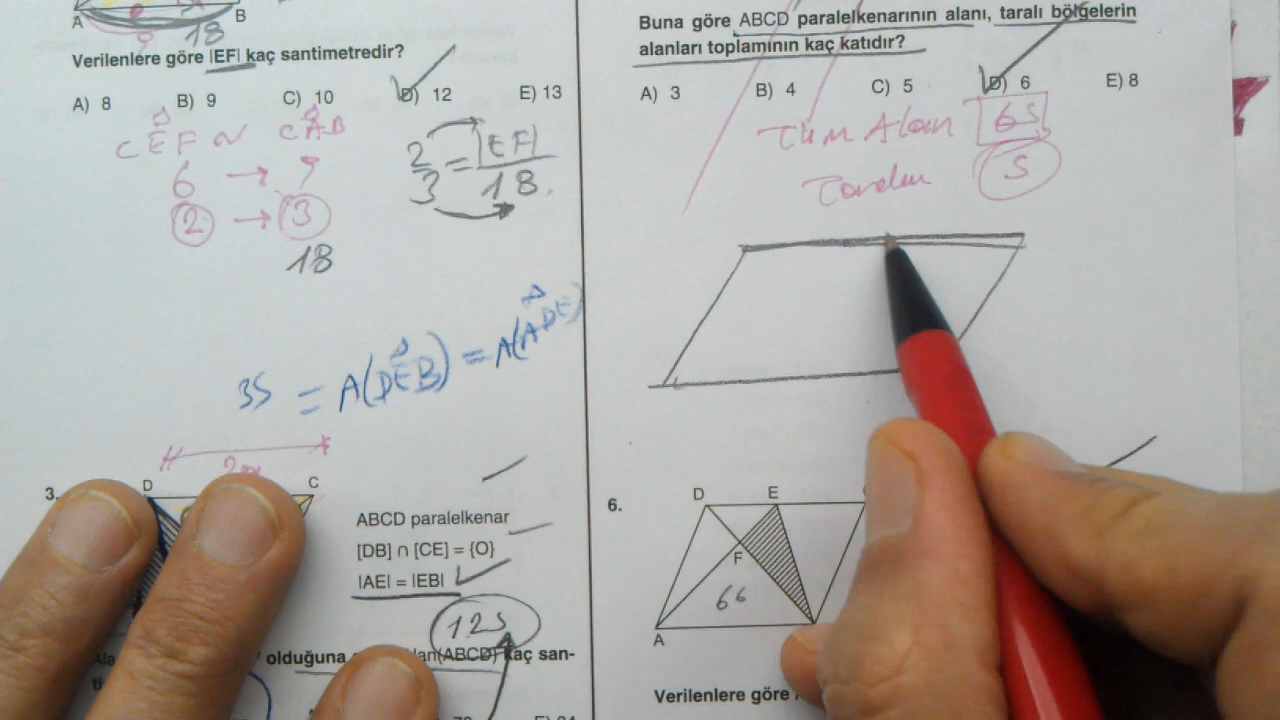 A B
18
Verilenlere göre |EF| kaç santimetredir?
A) 8 B) 9 C) 10 D) 12 E) 13
CEF ~ CAB
6 → 9
2 → 3
18
2/3 = |EF|/18
3S = A(DEB) = A(ADE)
3.
D C
ABCD paralelkenar
[DB] ∩ [CE] = {O}
|AE| = |EB|
12S
olduğuna
an(ABCD) kaç san-
Buna göre ABCD paralelkenarının alanı, taralı bölgelerin
alanları toplamının kaç katıdır?
A) 3 B) 4 C) 5 D) 6 E) 8
Tüm Alan 6S
S
6.
D E
F
66
A
Verilenlere göre